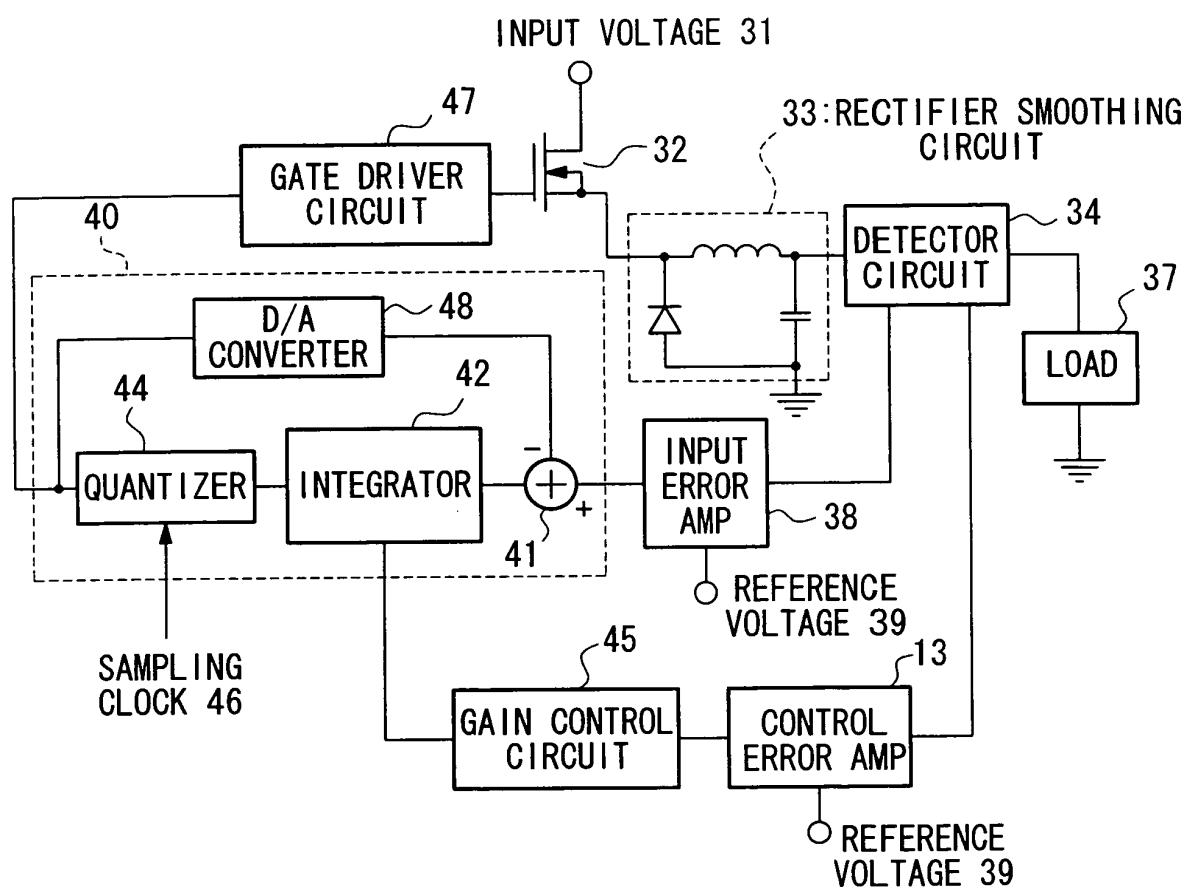 INPUT VOLTAGE 31
47
33:RECTIFIER SMOOTHING
CIRCUIT
32
GATE DRIVER
CIRCUIT
34
40
DETECTOR
CIRCUIT
37
D/A
CONVERTER
48
LOAD
44
42
QUANTIZER
INTEGRATOR
-
+
+
41
INPUT
ERROR
AMP
38
REFERENCE
VOLTAGE 39
SAMPLING
CLOCK 46
45
13
GAIN CONTROL
CIRCUIT
CONTROL
ERROR AMP
REFERENCE
VOLTAGE 39